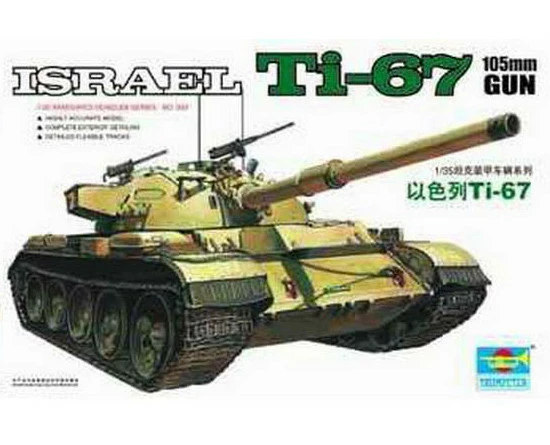 ISRAEL Ti-67 105mm
GUN
HIGHLY ACCURATE MODEL
COMPLETE EXTERIOR DETAILING
DETAILED FLEXIBLE TRACKS
1/35坦克装甲车辆系列
以色列Ti-67
TRUMPETER